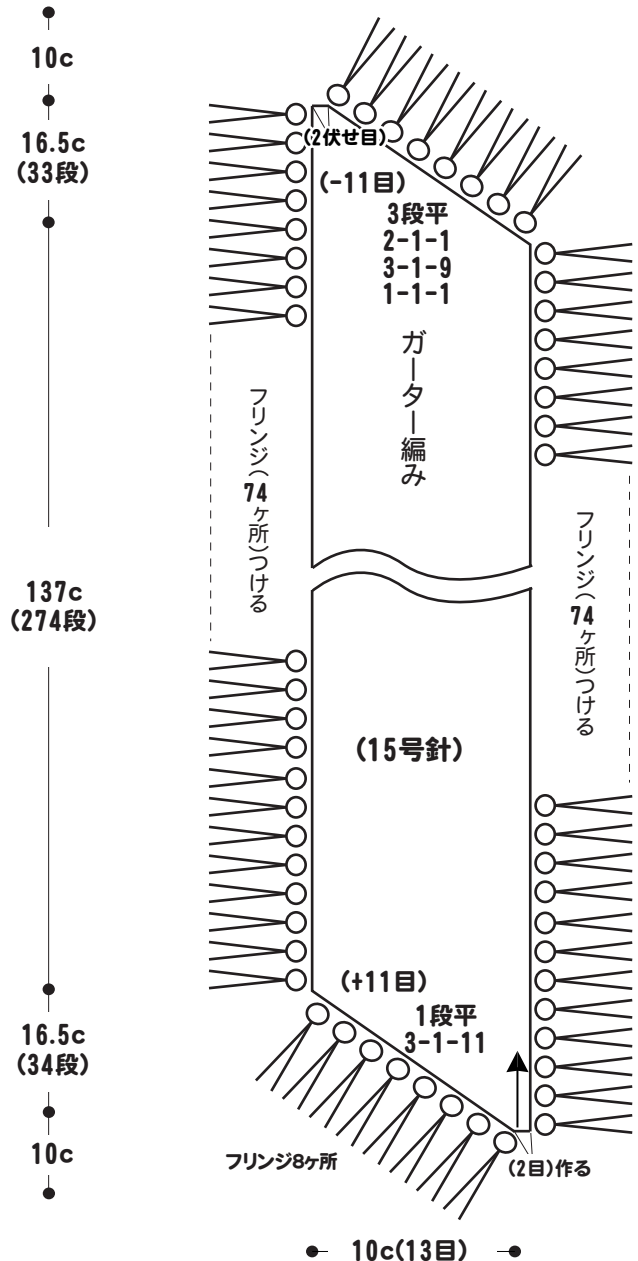 10c
16.5c
(33段)
137c
(274段)
16.5c
(34段)
10c
(2伏せ目)
(-11目)
3段平
2-1-1
3-1-9
1-1-1
ガーター編み
フリンジ(74ヶ所)つける
フリンジ(74ヶ所)つける
(15号針)
(+11目)
1段平
3-1-11
フリンジ8ヶ所
(2目)作る
10c(13目)